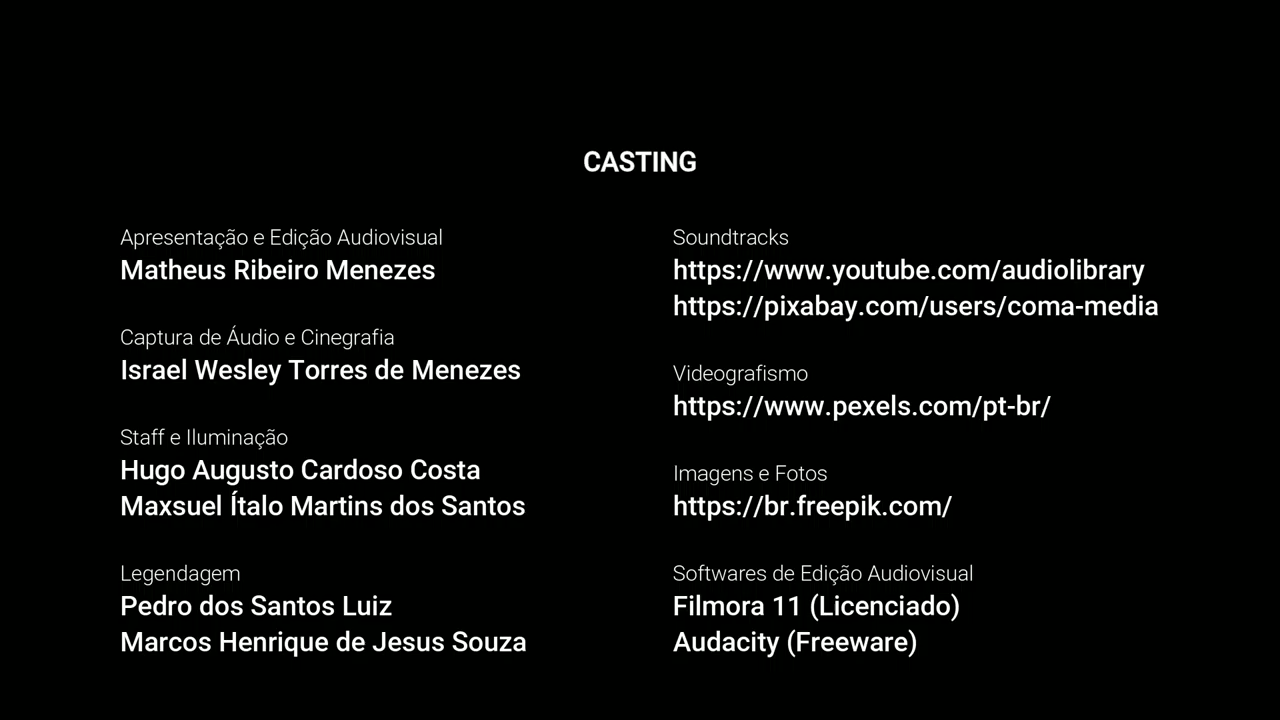 CASTING
Apresentação e Edição Audiovisual
Matheus Ribeiro Menezes
Captura de Áudio e Cinegrafia
Israel Wesley Torres de Menezes
Staff e Iluminação
Hugo Augusto Cardoso Costa
Maxsuel Ítalo Martins dos Santos
Legendagem
Pedro dos Santos Luiz
Marcos Henrique de Jesus Souza
Soundtracks
https://www.youtube.com/audiolibrary
https://pixabay.com/users/coma-media
Videografismo
https://www.pexels.com/pt-br/
Imagens e Fotos
https://br.freepik.com/
Softwares de Edição Audiovisual
Filmora 11 (Licenciado)
Audacity (Freeware)